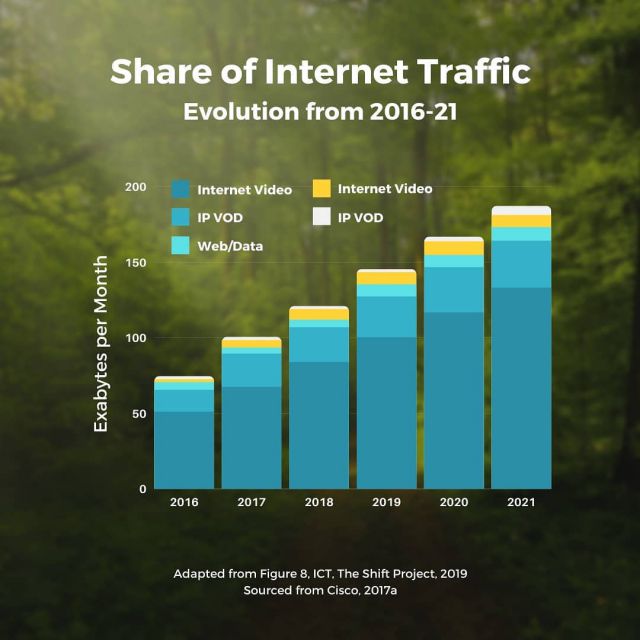 Share of Internet Traffic
Evolution from 2016-21
Internet Video
Internet Video
IP VOD
IP VOD
Web/Data
Exabytes per Month
200
150
100
50
0
2016 2017 2018 2019 2020 2021
Adapted from Figure 8, ICT, The Shift Project, 2019
Sourced from Cisco, 2017a